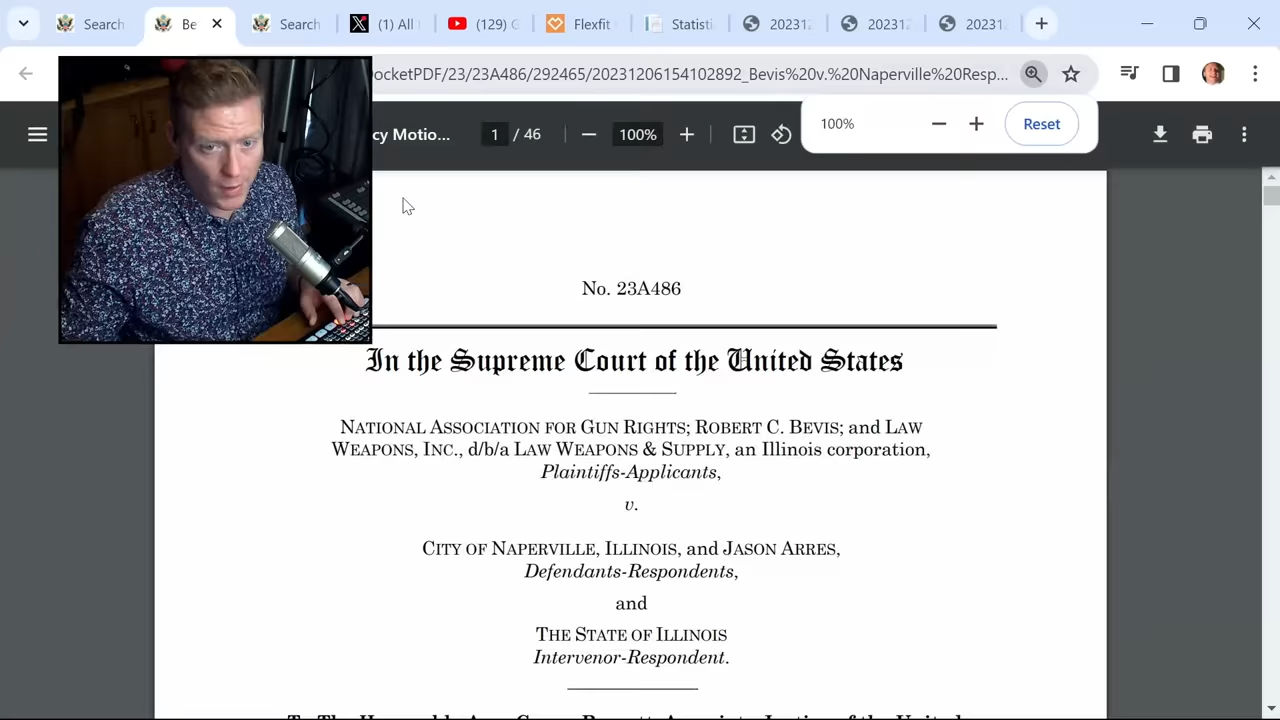 Search
Be
Search
(1) All
(129) G
Flexfit
Statisti
20231
20231
20231
ocketPDF/23/23A486/292465/20231206154102892_Bevis%20v.%20Naperville%20Resp...
cy Motio...
1 / 46
100%
100%
Reset
No. 23A486
In the Supreme Court of the United States
NATIONAL ASSOCIATION FOR GUN RIGHTS; ROBERT C. BEVIS; and LAW
WEAPONS, INC., d/b/a LAW WEAPONS & SUPPLY, an Illinois corporation,
Plaintiffs-Applicants,
v.
CITY OF NAPERVILLE, ILLINOIS, and JASON ARRES,
Defendants-Respondents,
and
THE STATE OF ILLINOIS
Intervenor-Respondent.